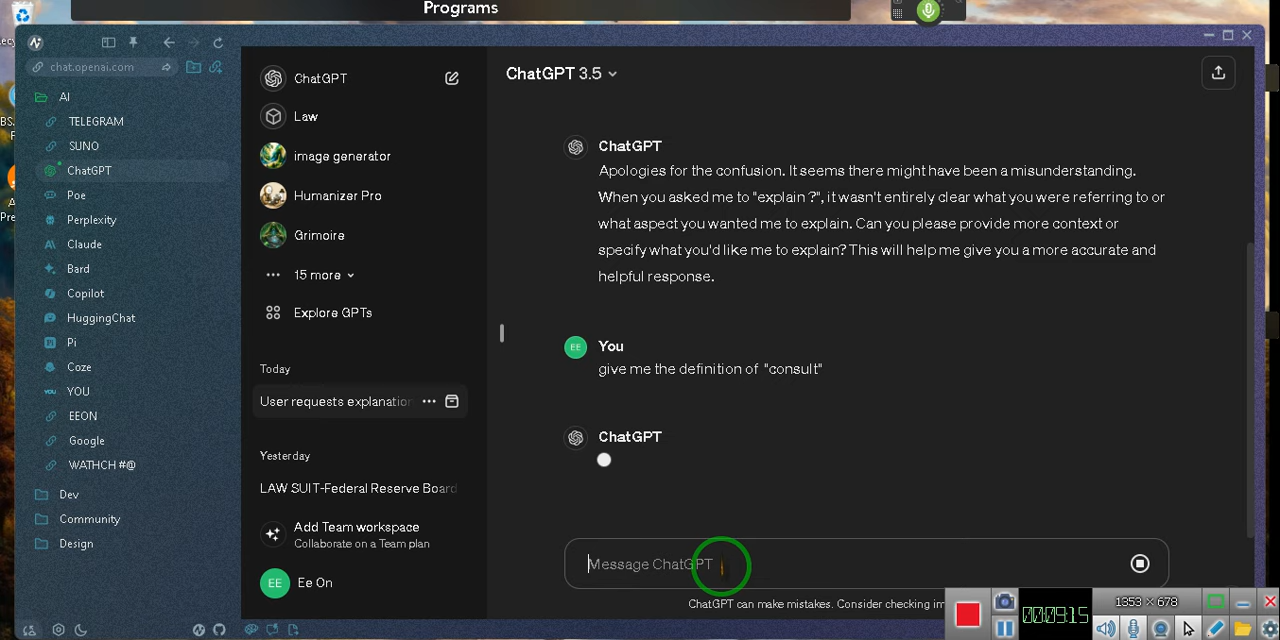 Programs
chat.openai.com
AI
TELEGRAM
SUNO
ChatGPT
Poe
Perplexity
Claude
Bard
Copilot
HuggingChat
Pi
Coze
YOU
EEON
Google
WATHCH #@
Dev
Community
Design
ChatGPT
Law
image generator
Humanizer Pro
Grimoire
15 more
Explore GPTs
Today
User requests explanation
Yesterday
LAW SUIT-Federal Reserve Board
Add Team workspace
Collaborate on a Team plan
EE Ee On
ChatGPT 3.5
ChatGPT
Apologies for the confusion. It seems there might have been a misunderstanding.
When you asked me to "explain ?", it wasn't entirely clear what you were referring to or
what aspect you wanted me to explain. Can you please provide more context or
specify what you'd like me to explain? This will help me give you a more accurate and
helpful response.
EE You
give me the definition of "consult"
ChatGPT
Message ChatGPT
ChatGPT can make mistakes. Consider checking im
1353 × 678
00:09:15